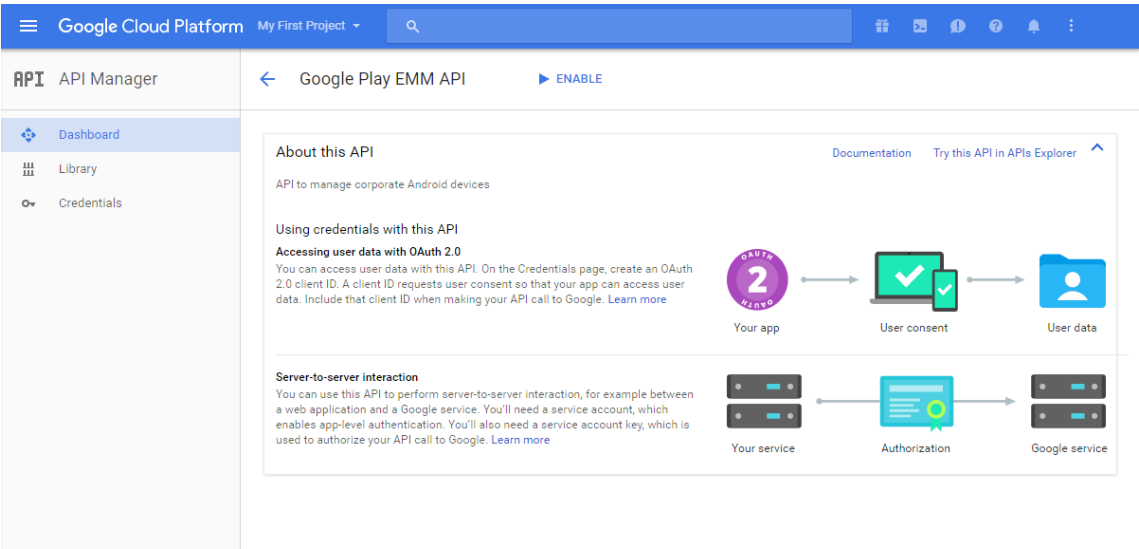 Google Cloud Platform My First Project
API API Manager
Google Play EMM API ENABLE
Dashboard
Library
Credentials
About this API
Documentation Try this API in APIs Explorer
API to manage corporate Android devices
Using credentials with this API
Accessing user data with OAuth 2.0
You can access user data with this API. On the Credentials page, create an OAuth
2.0 client ID. A client ID requests user consent so that your app can access user
data. Include that client ID when making your API call to Google. Learn more
OAUTH
2
OAUTH
Your app
User consent
User data
Server-to-server interaction
You can use this API to perform server-to-server interaction, for example between
a web application and a Google service. You'll need a service account, which
enables app-level authentication. You'll also need a service account key, which is
used to authorize your API call to Google. Learn more
Your service
Authorization
Google service